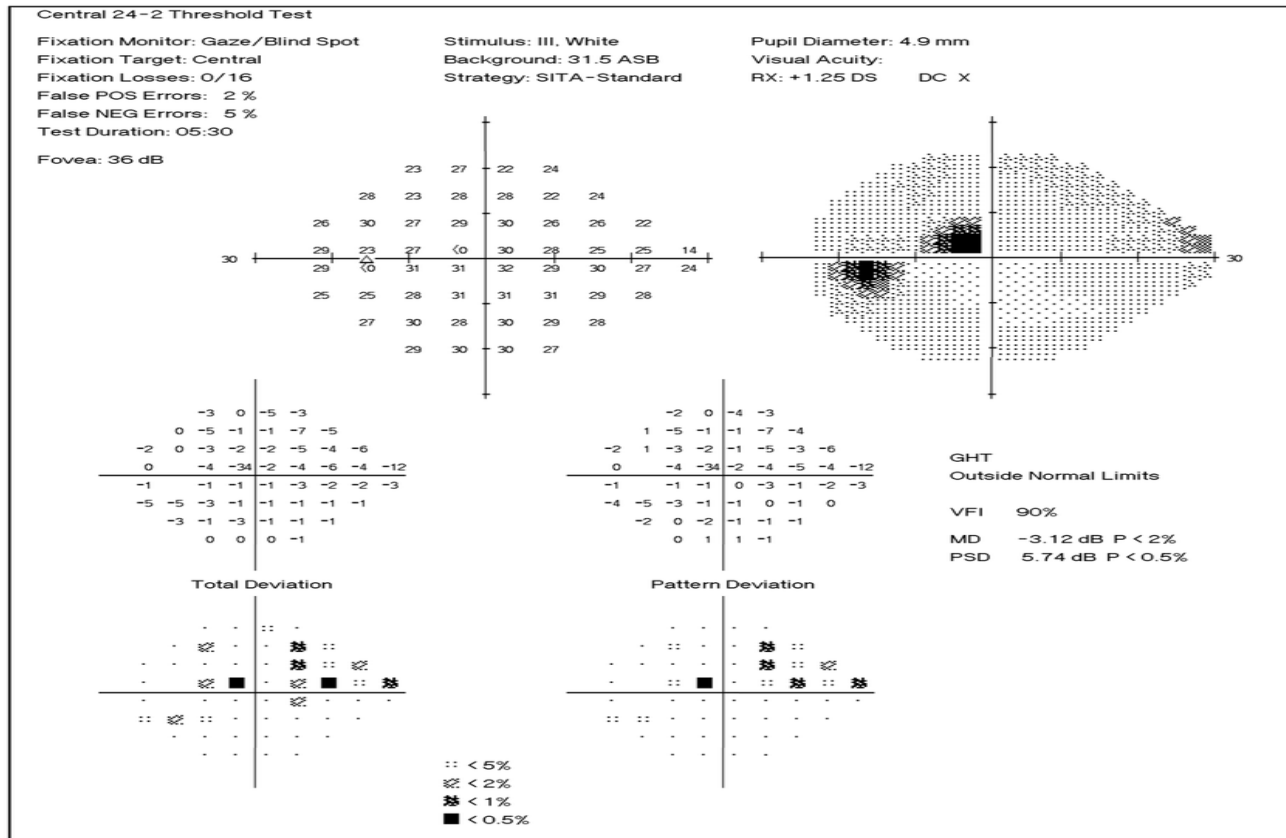 Central 24-2 Threshold Test
Fixation Monitor: Gaze/Blind Spot
Fixation Target: Central
Fixation Losses: 0/16
False POS Errors: 2 %
False NEG Errors: 5 %
Test Duration: 05:30
Fovea: 36 dB
Stimulus: III, White
Background: 31.5 ASB
Strategy: SITA-Standard
Pupil Diameter: 4.9 mm
Visual Acuity:
RX: +1.25 DS DC X
23 27 22 24
28 23 28 28 22 24
26 30 27 29 30 26 26 22
29 23 27 <0 30 28 25 25 14
30
29 <0 31 31 32 29 30 27 24
25 25 28 31 31 31 29 28
27 30 28 30 29 28
29 30 30 27
30
-3 0 -5 -3
0 -5 -1 -1 -7 -5
-2 0 -3 -2 -2 -5 -4 -6
0 -4 -34 -2 -4 -6 -4 -12
-1 -1 -1 -1 -3 -2 -2 -3
-5 -5 -3 -1 -1 -1 -1 -1
-3 -1 -3 -1 -1 -1
0 0 0 -1
Total Deviation
-2 0 -4 -3
1 -5 -1 -1 -7 -4
-2 1 -3 -2 -1 -5 -3 -6
0 -4 -34 -2 -4 -5 -4 -12
-1 -1 -1 0 -3 -1 -2 -3
-4 -5 -3 -1 -1 0 -1 0
-2 0 -2 -1 -1 -1
0 1 1 -1
Pattern Deviation
GHT
Outside Normal Limits
VFI 90%
MD -3.12 dB P < 2%
PSD 5.74 dB P < 0.5%
< 5%
< 2%
< 1%
< 0.5%